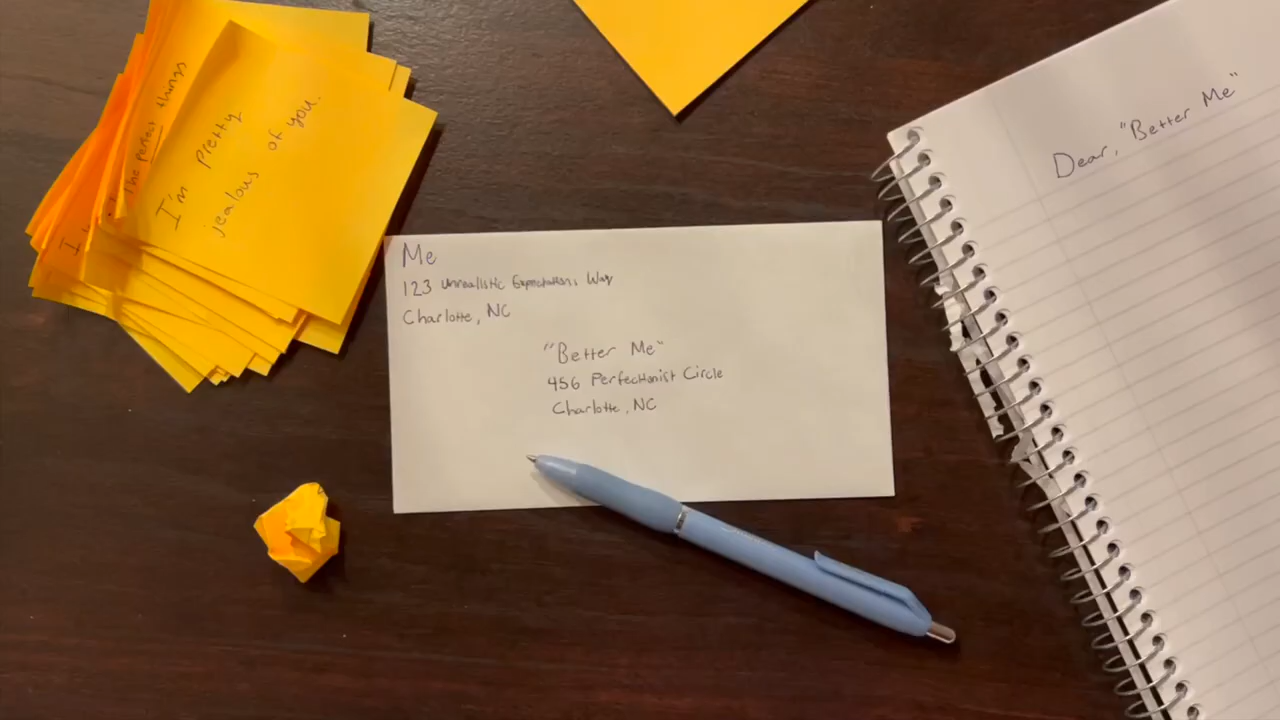 I'm pretty
jealous of you.
the perfect things
I
Me
123 Unrealistic Expectations Way
Charlotte, NC
"Better Me"
456 Perfectionist Circle
Charlotte, NC
Dear, "Better Me"